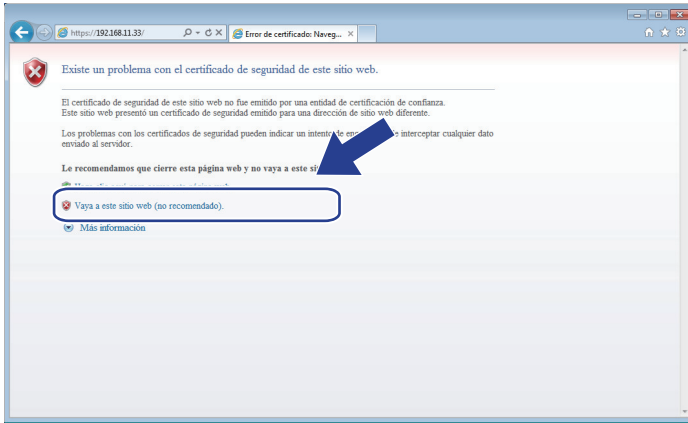 https://192.168.11.33/
Error de certificado: Naveg...
Existe un problema con el certificado de seguridad de este sitio web.
El certificado de seguridad de este sitio web no fue emitido por una entidad de certificación de confianza.
Este sitio web presentó un certificado de seguridad emitido para una dirección de sitio web diferente.
Los problemas con los certificados de seguridad pueden indicar un intento de interceptar cualquier dato
enviado al servidor.
Le recomendamos que cierre esta página web y no vaya a este
Vaya a este sitio web (no recomendado).
Más información